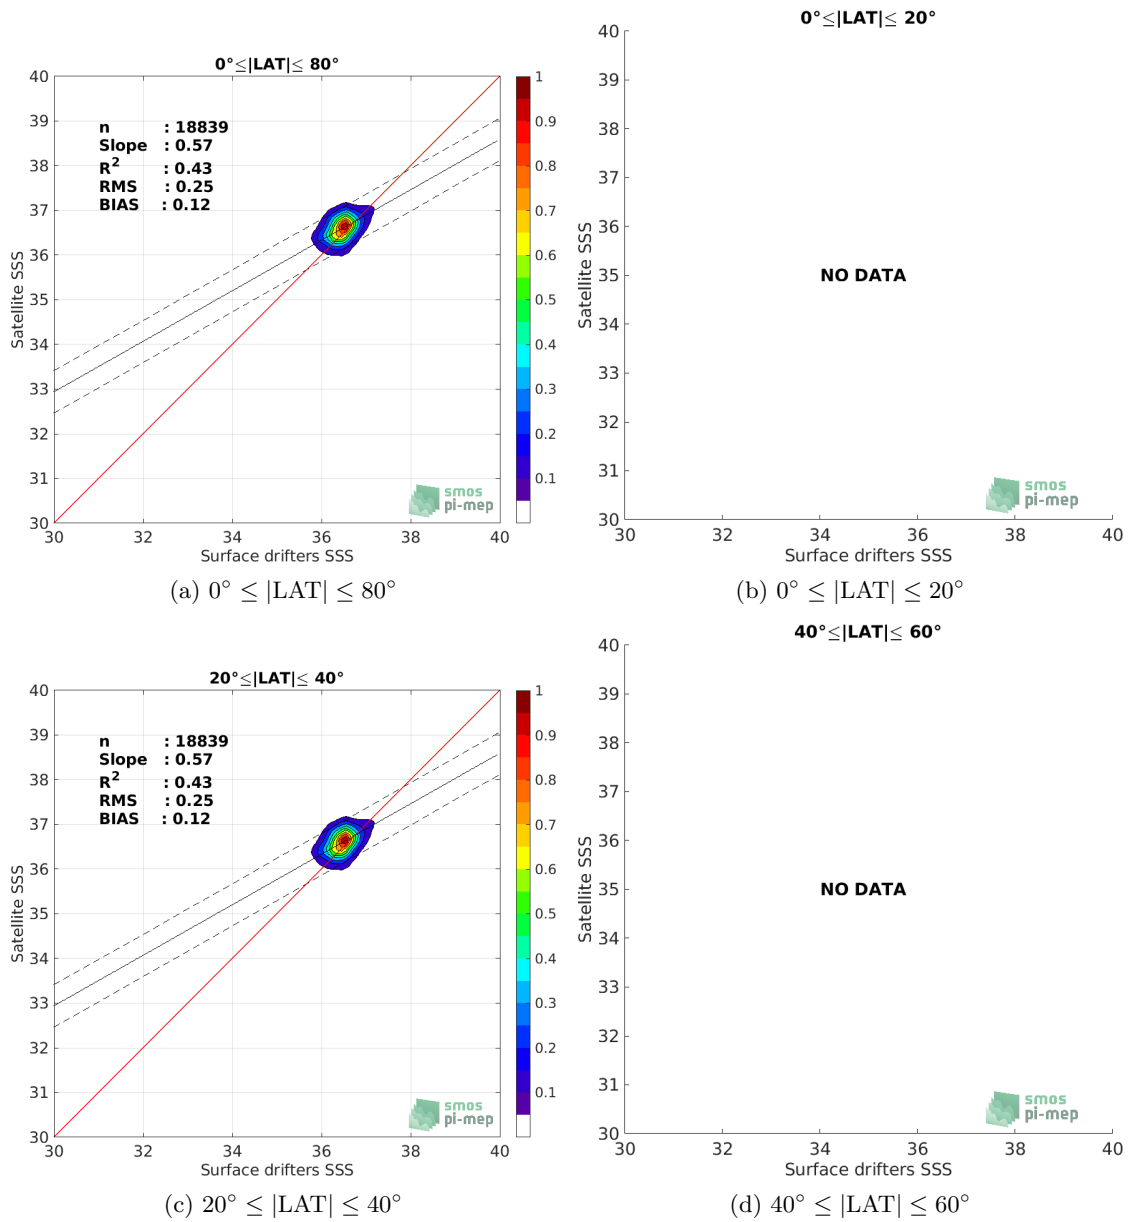 0°≤|LAT|≤ 80°
40
39
38
37
36
35
34
33
32
31
30
Satellite SSS
n : 18839
Slope : 0.57
R² : 0.43
RMS : 0.25
BIAS : 0.12
smos
pi-mep
30 32 34 36 38 40
Surface drifters SSS
1
0.9
0.8
0.7
0.6
0.5
0.4
0.3
0.2
0.1
(a) 0° ≤ |LAT| ≤ 80°
0°≤|LAT|≤ 20°
40
39
38
37
36
35
34
33
32
31
30
Satellite SSS
NO DATA
smos
pi-mep
30 32 34 36 38 40
Surface drifters SSS
(b) 0° ≤ |LAT| ≤ 20°
20°≤|LAT|≤ 40°
40
39
38
37
36
35
34
33
32
31
30
Satellite SSS
n : 18839
Slope : 0.57
R² : 0.43
RMS : 0.25
BIAS : 0.12
smos
pi-mep
30 32 34 36 38 40
Surface drifters SSS
1
0.9
0.8
0.7
0.6
0.5
0.4
0.3
0.2
0.1
(c) 20° ≤ |LAT| ≤ 40°
40°≤|LAT|≤ 60°
40
39
38
37
36
35
34
33
32
31
30
Satellite SSS
NO DATA
smos
pi-mep
30 32 34 36 38 40
Surface drifters SSS
(d) 40° ≤ |LAT| ≤ 60°